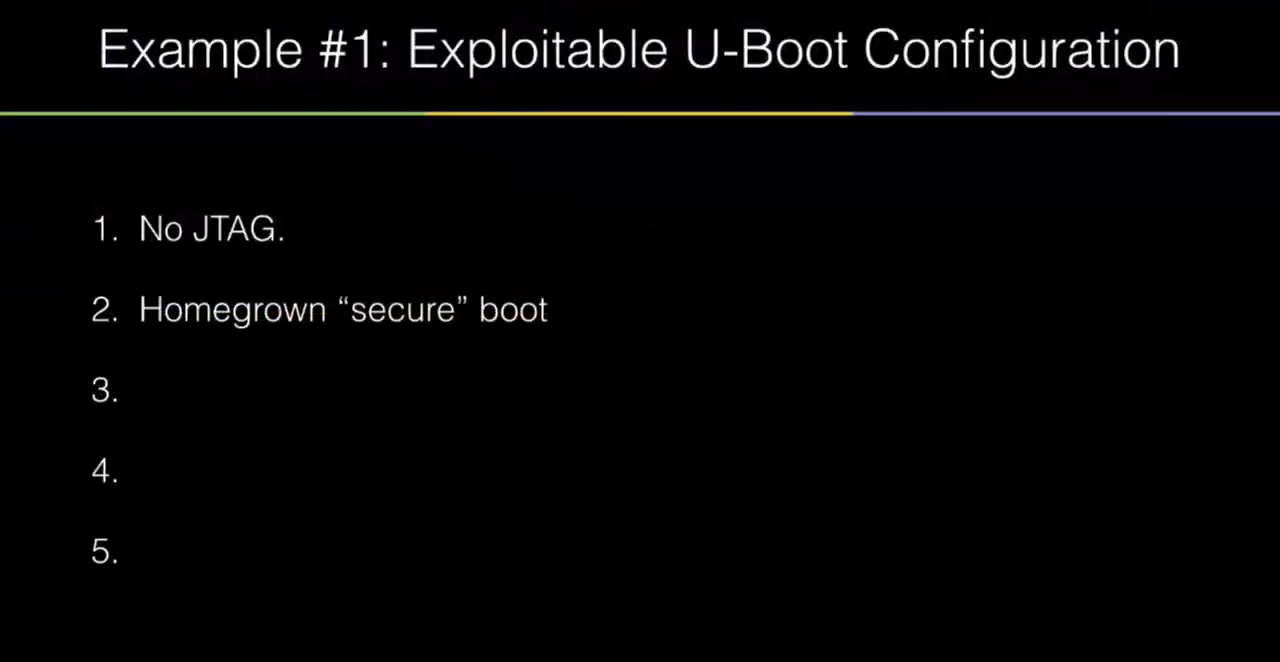 Example #1: Exploitable U-Boot Configuration
1. No JTAG.
2. Homegrown “secure” boot
3.
4.
5.